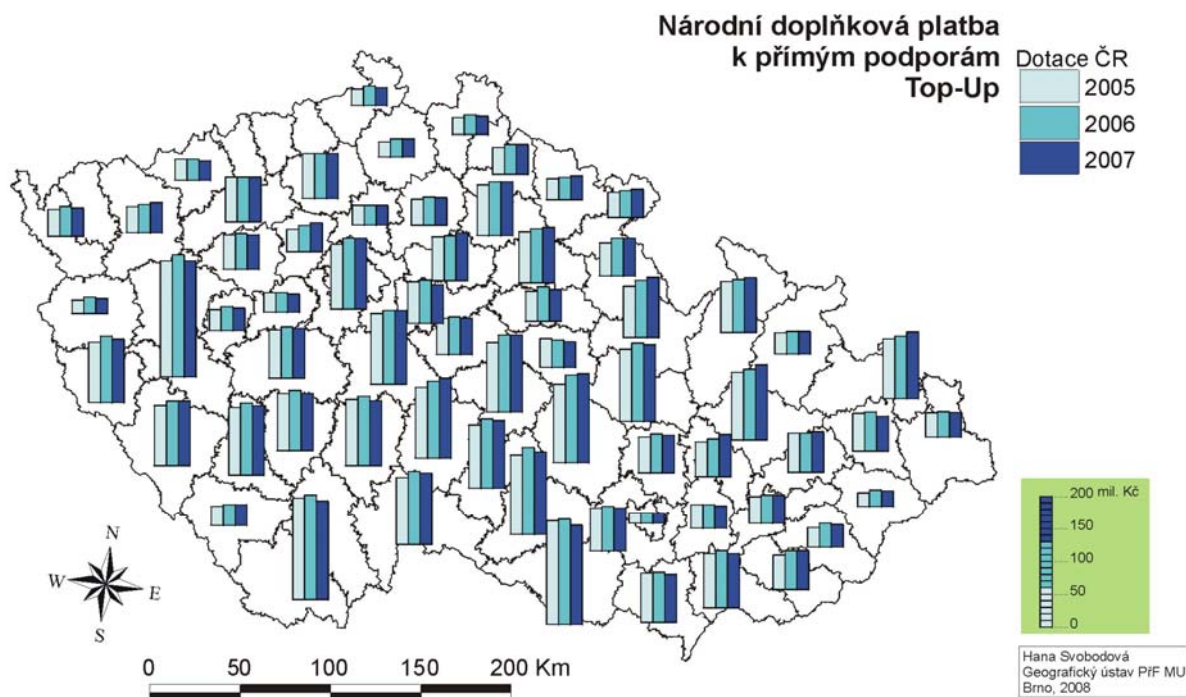 Národní doplňková platba
k přímým podporám
Top-Up
Dotace ČR
2005
2006
2007
N
W
E
S
0 50 100 150 200 Km
200 mil. Kč
150
100
50
0
Hana Svobodová
Geografický ústav PřF MU
Brno, 2008